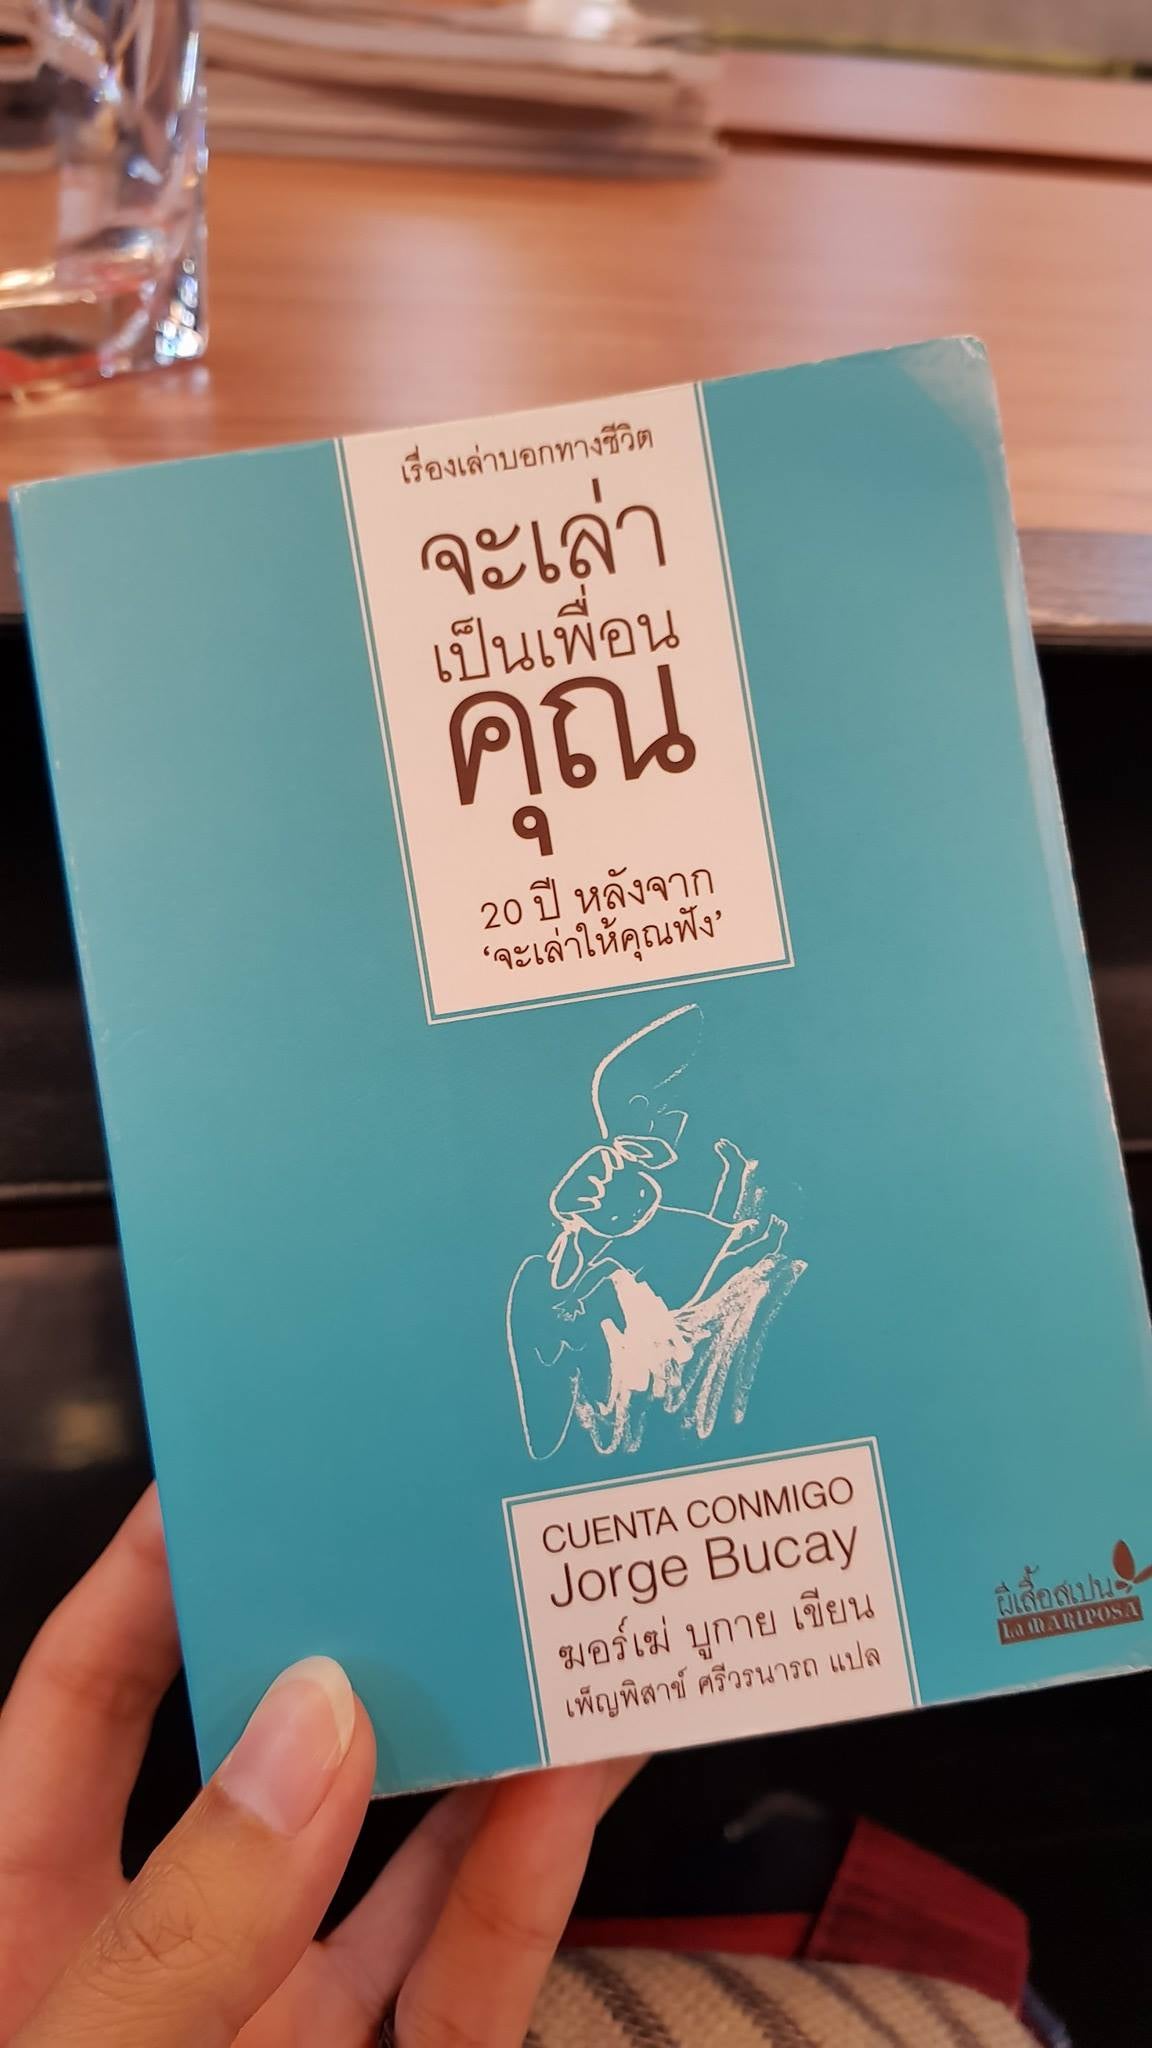 เรื่องเล่าบอกทางชีวิต
จะเล่า
เป็นเพื่อน
คุณ
20 ปี หลังจาก
‘จะเล่าให้คุณฟัง’
CUENTA CONMIGO
Jorge Bucay
ฆอร์เฆ่ บูกาย เขียน
เพ็ญพิสาข์ ศรีวรนารถ แปล
ผีเสื้อสเปน
La MARIPOSA